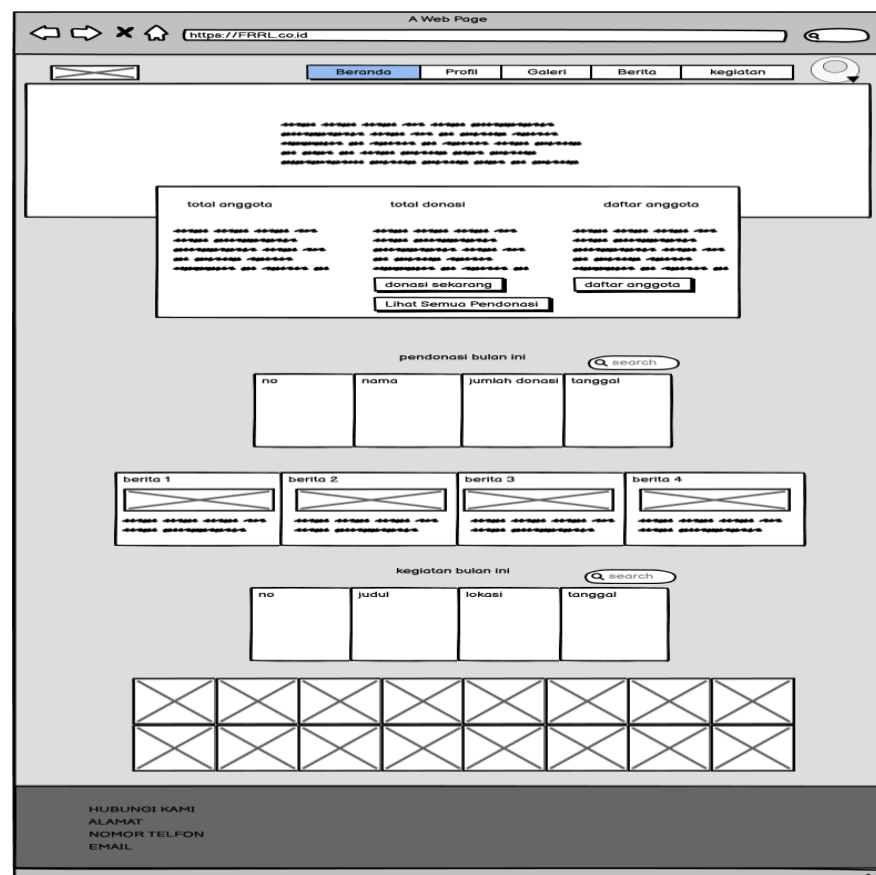 A Web Page
https://FRRL.co.id
Beranda Profil Galeri Berita kegiatan
total anggota total donasi daftar anggota
donasi sekarang daftar anggota
Lihat Semua Pendonasi
pendonasi bulan ini search
no nama jumlah donasi tanggal
berita 1 berita 2 berita 3 berita 4
kegiatan bulan ini search
no judul lokasi tanggal
HUBUNGI KAMI
ALAMAT
NOMOR TELFON
EMAIL